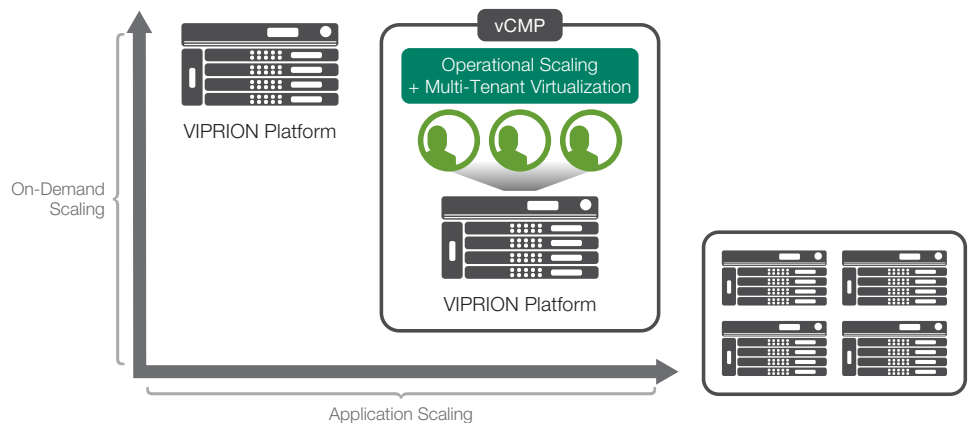 vCMP
Operational Scaling
+ Multi-Tenant Virtualization
VIPRION Platform
On-Demand
Scaling
VIPRION Platform
Application Scaling